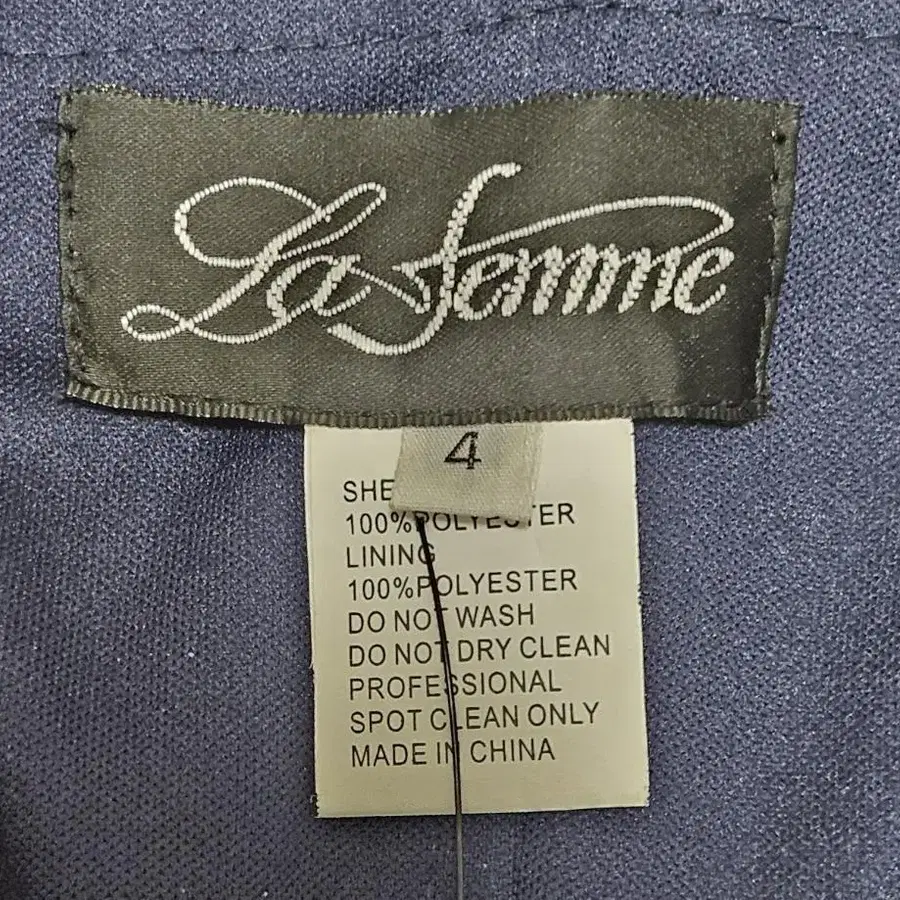 La Femme
4
SHE
100%POLYESTER
LINING
100%POLYESTER
DO NOT WASH
DO NOT DRY CLEAN
PROFESSIONAL
SPOT CLEAN ONLY
MADE IN CHINA